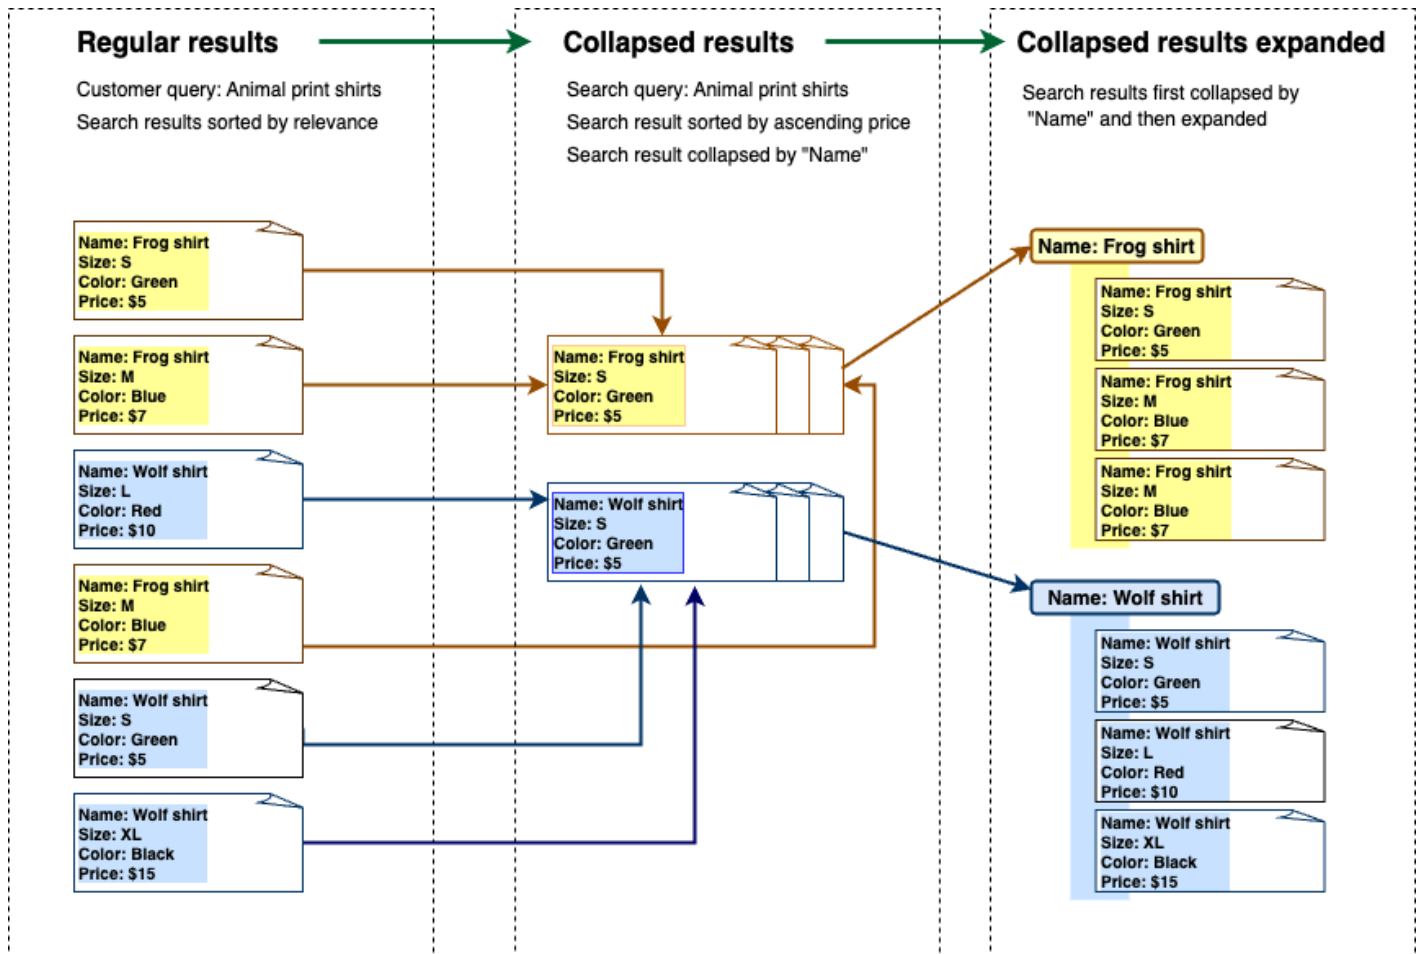 Regular results
Customer query: Animal print shirts
Search results sorted by relevance
Name: Frog shirt
Size: S
Color: Green
Price: $5
Name: Frog shirt
Size: M
Color: Blue
Price: $7
Name: Wolf shirt
Size: L
Color: Red
Price: $10
Name: Frog shirt
Size: M
Color: Blue
Price: $7
Name: Wolf shirt
Size: S
Color: Green
Price: $5
Name: Wolf shirt
Size: XL
Color: Black
Price: $15
Collapsed results
Search query: Animal print shirts
Search result sorted by ascending price
Search result collapsed by "Name"
Name: Frog shirt
Size: S
Color: Green
Price: $5
Name: Wolf shirt
Size: S
Color: Green
Price: $5
Collapsed results expanded
Search results first collapsed by
"Name" and then expanded
Name: Frog shirt
Name: Frog shirt
Size: S
Color: Green
Price: $5
Name: Frog shirt
Size: M
Color: Blue
Price: $7
Name: Frog shirt
Size: M
Color: Blue
Price: $7
Name: Wolf shirt
Name: Wolf shirt
Size: S
Color: Green
Price: $5
Name: Wolf shirt
Size: L
Color: Red
Price: $10
Name: Wolf shirt
Size: XL
Color: Black
Price: $15